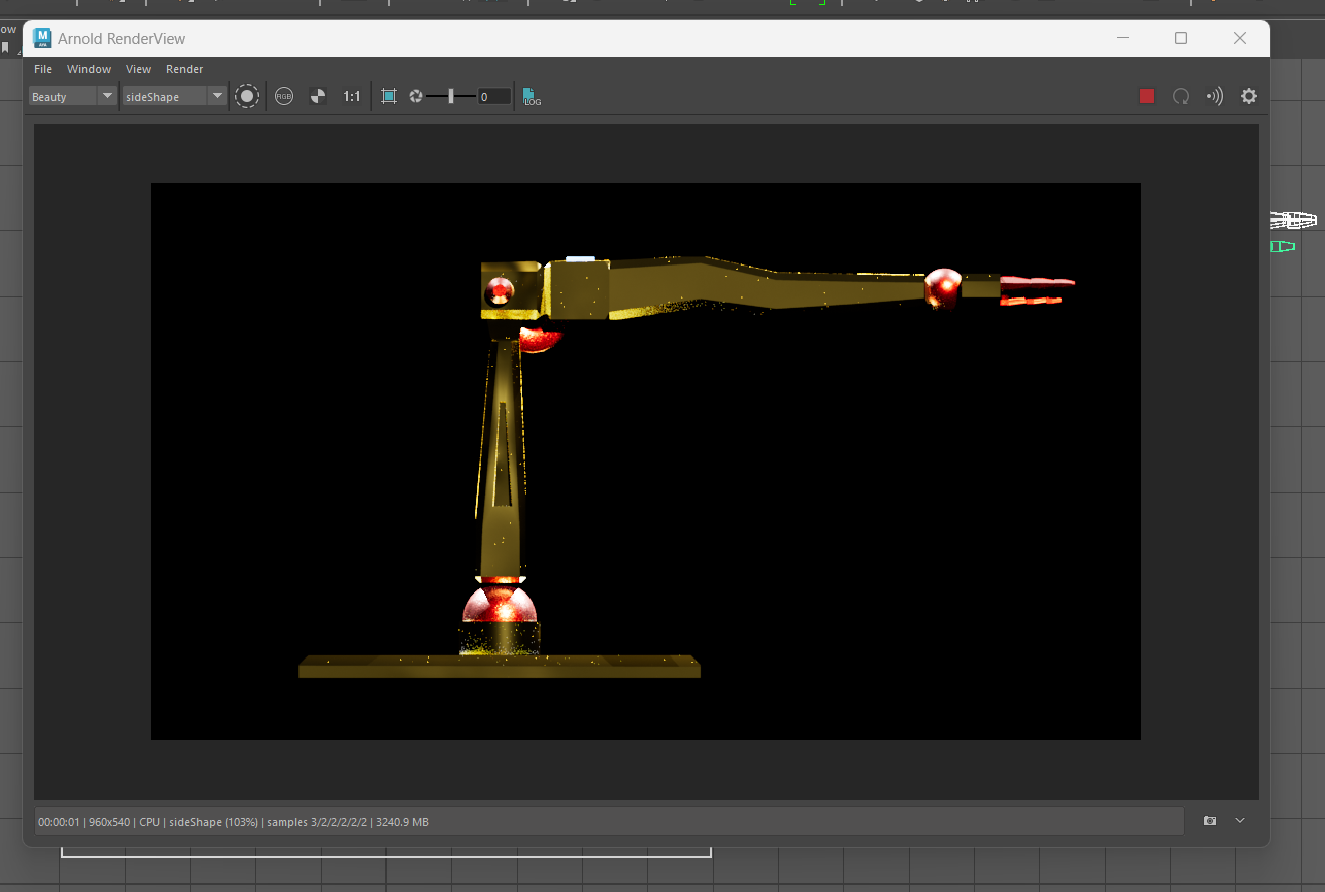 ow
M
AYA
Arnold RenderView
File Window View Render
Beauty sideShape RGB 1:1 0 LOG
00:00:01 | 960x540 | CPU | sideShape (103%) | samples 3/2/2/2/2/2 | 3240.9 MB